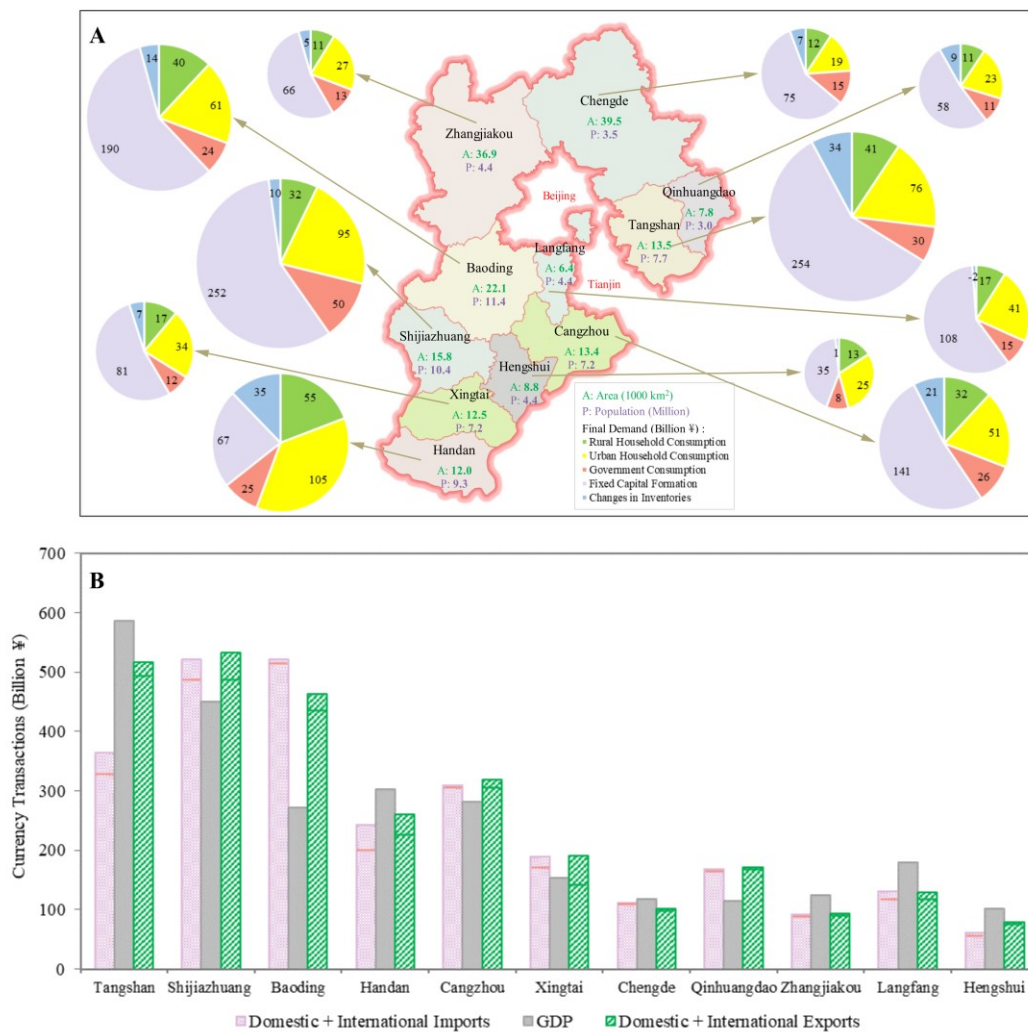 A
14
40
61
24
190
5
11
27
13
66
7
12
19
15
75
9
11
23
11
58
Zhangjiakou
A: 36.9
P: 4.4
Chengde
A: 39.5
P: 3.5
Beijing
Qinhuangdao
A: 7.8
P: 3.0
Tangshan
A: 13.5
P: 7.7
34
41
76
30
254
10
32
95
50
252
Langfang
A: 6.4
P: 4.4
Tianjin
Baoding
A: 22.1
P: 11.4
-2
17
41
15
108
7
17
34
12
81
Shijiazhuang
A: 15.8
P: 10.4
Cangzhou
A: 13.4
P: 7.2
Hengshui
A: 8.8
P: 4.4
1
13
25
8
35
Xingtai
A: 12.5
P: 7.2
35
55
105
25
67
Handan
A: 12.0
P: 9.3
21
32
51
26
141
A: Area (1000 km²)
P: Population (Million)
Final Demand (Billion ¥) :
Rural Household Consumption
Urban Household Consumption
Government Consumption
Fixed Capital Formation
Changes in Inventories
B
Currency Transactions (Billion ¥)
700
600
500
400
300
200
100
0
Tangshan Shijiazhuang Baoding Handan Cangzhou Xingtai Chengde Qinhuangdao Zhangjiakou Langfang Hengshui
Domestic + International Imports GDP Domestic + International Exports